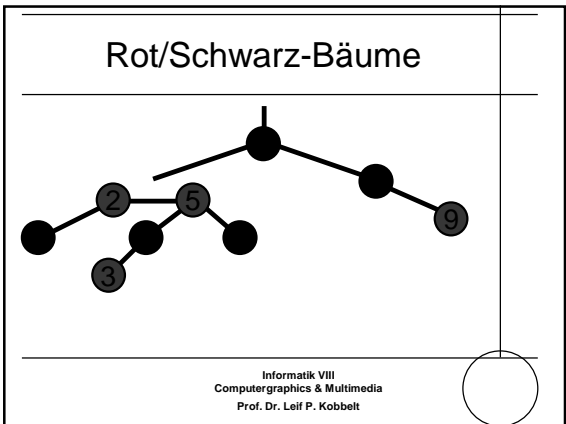 Rot/Schwarz-Bäume
2 5
9
3
Informatik VIII
Computergraphics & Multimedia
Prof. Dr. Leif P. Kobbelt